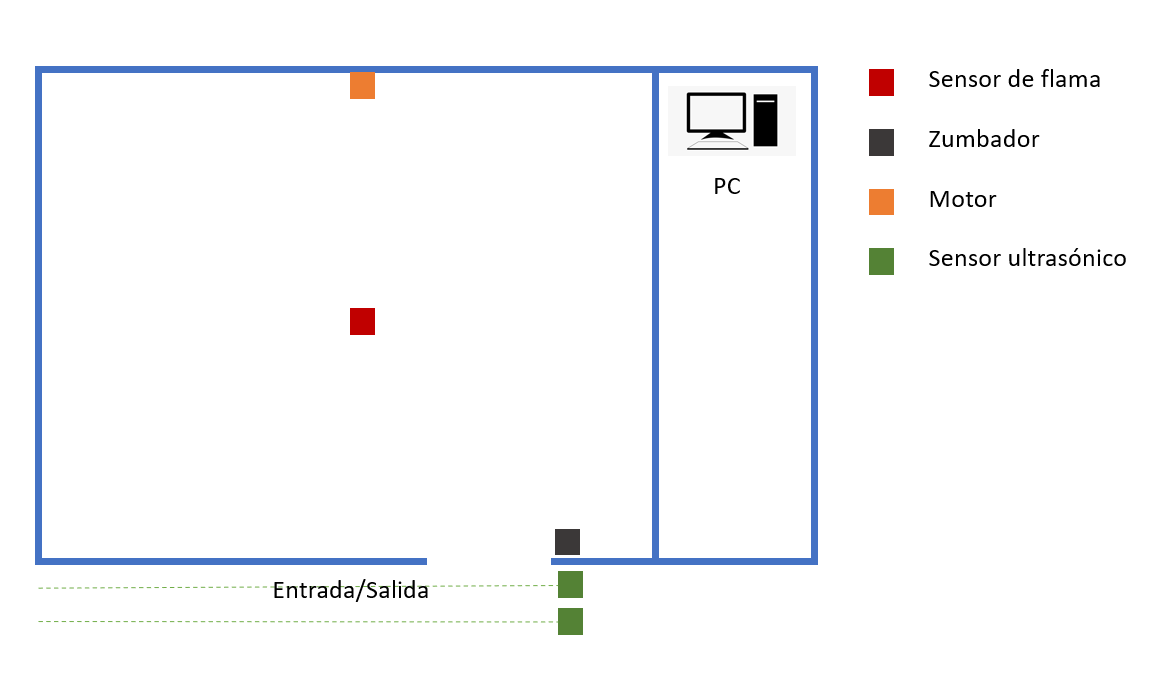 Sensor de flama
Zumbador
Motor
Sensor ultrasónico
PC
Entrada/Salida